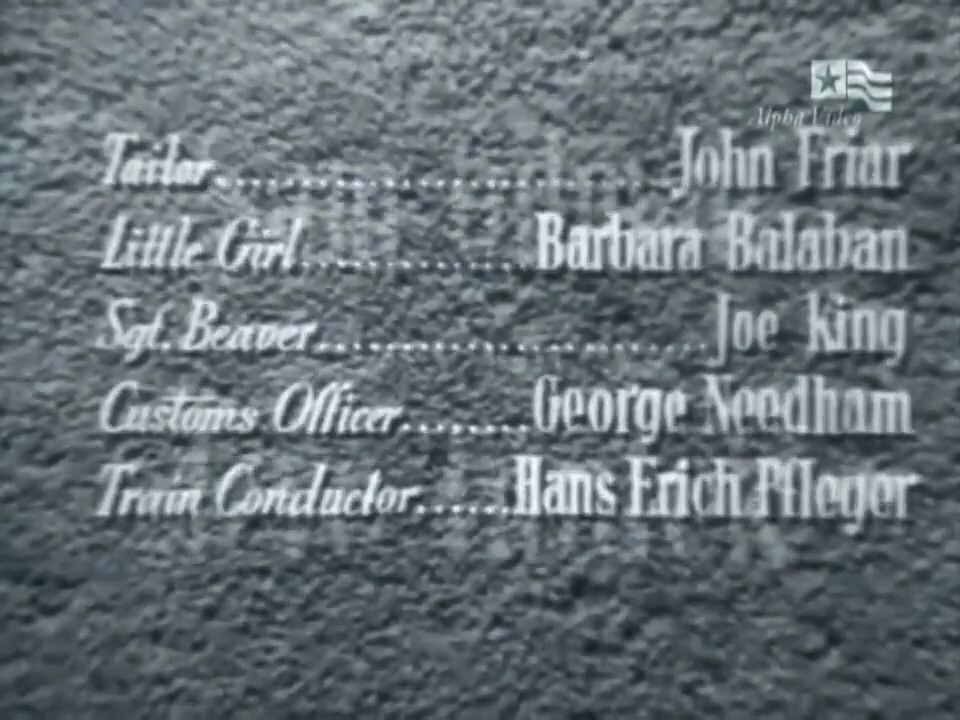 Alpha Video
Tailor..............................John Friar
Little Girl...............Barbara Balaban
Sgt. Beaver.........................Joe King
Customs Officer........George Needham
Train Conductor......Hans Erich Pfleger